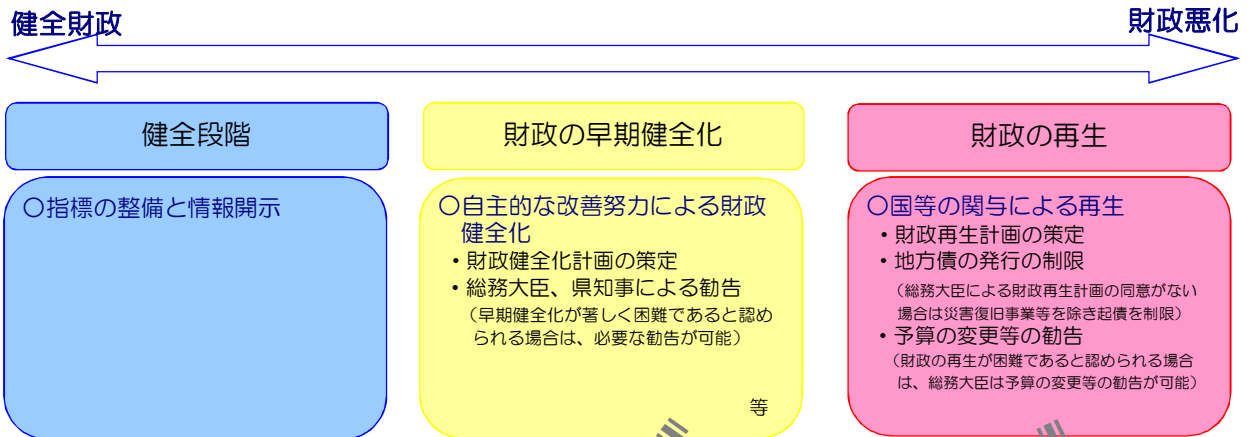 健全財政
財政悪化
健全段階
財政の早期健全化
財政の再生
〇指標の整備と情報開示
〇自主的な改善努力による財政
健全化
・財政健全化計画の策定
・総務大臣、県知事による勧告
（早期健全化が著しく困難であると認め
られる場合は、必要な勧告が可能）
等
〇国等の関与による再生
・財政再生計画の策定
・地方債の発行の制限
（総務大臣による財政再生計画の同意がない
場合は災害復旧事業等を除き起債を制限）
・予算の変更等の勧告
（財政の再生が困難であると認められる場合
は、総務大臣は予算の変更等の勧告が可能）